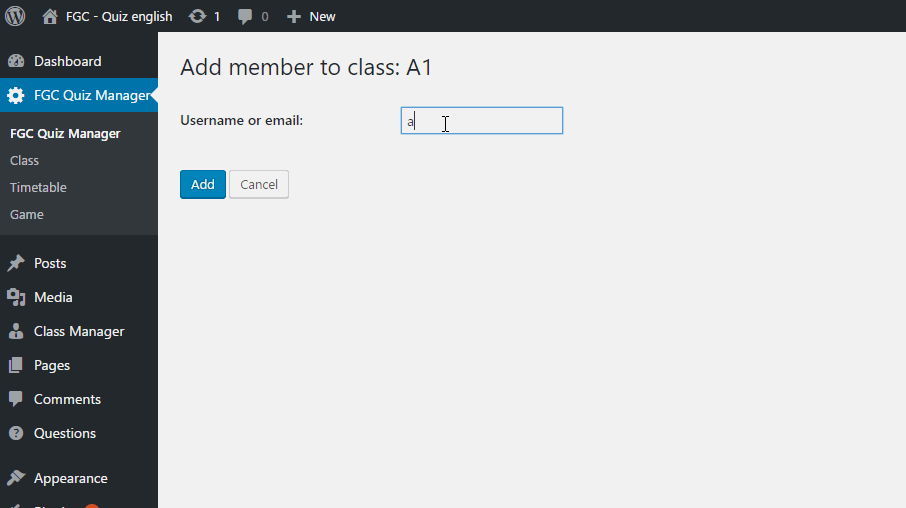 FGC - Quiz english 1 0 New
Dashboard
FGC Quiz Manager
FGC Quiz Manager
Class
Timetable
Game
Posts
Media
Class Manager
Pages
Comments
Questions
Appearance
Add member to class: A1
Username or email: a
Add Cancel